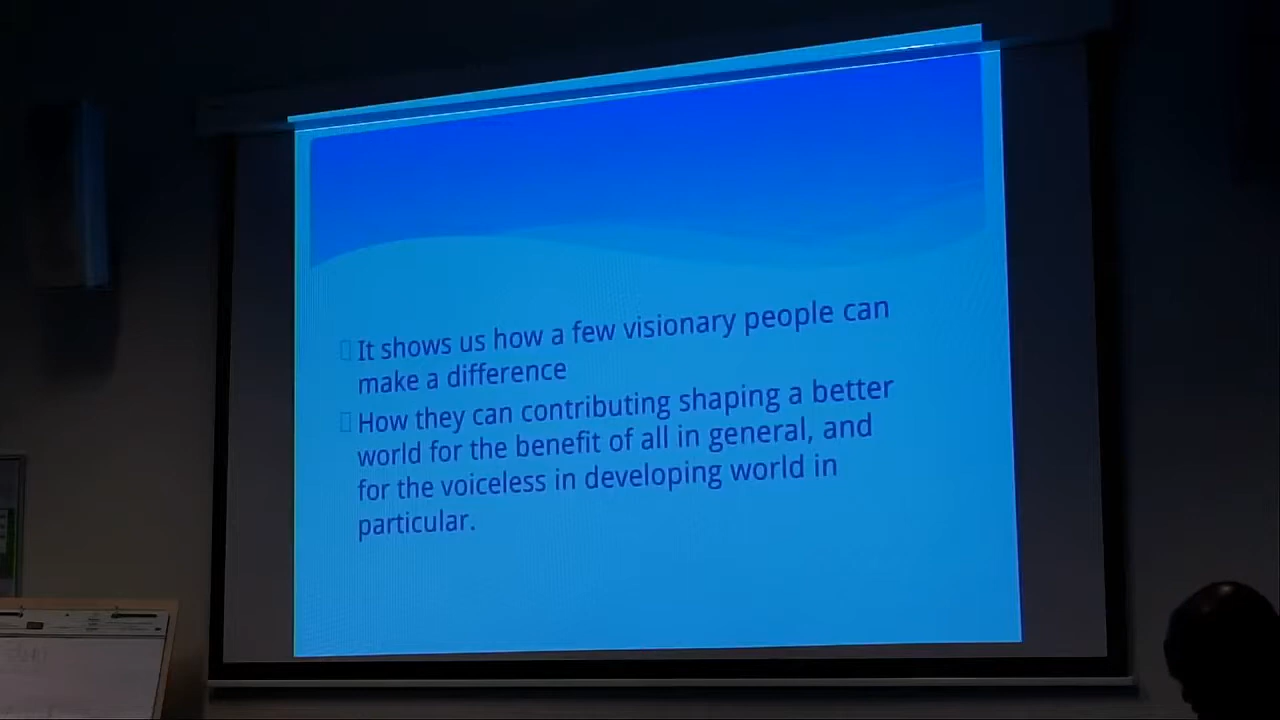 It shows us how a few visionary people can
make a difference
How they can contributing shaping a better
world for the benefit of all in general, and
for the voiceless in developing world in
particular.